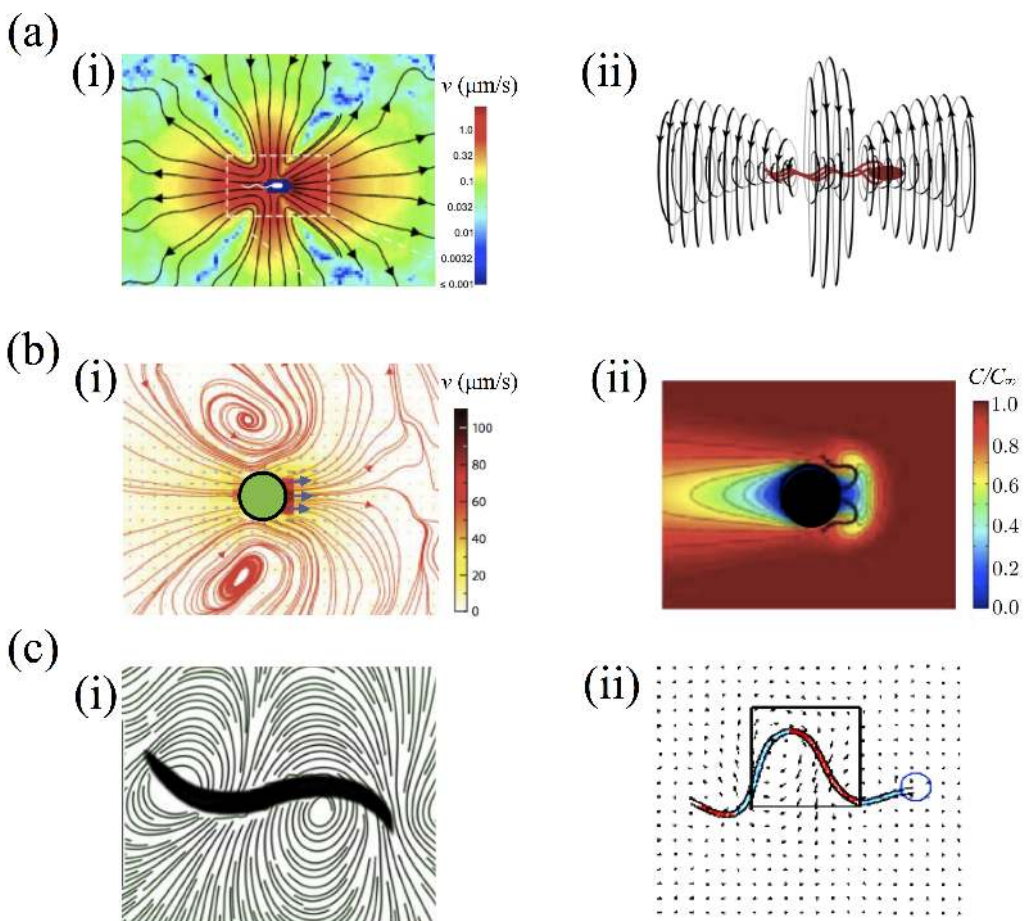 (a)
(i)
v (μm/s)
1.0
0.32
0.1
0.032
0.01
0.0032
≤ 0.001
ii)
(b)
(i)
v (μm/s)
100
80
60
40
20
0
(ii)
C/C∞
1.0
0.8
0.6
0.4
0.2
0.0
(c)
(i)
(ii)